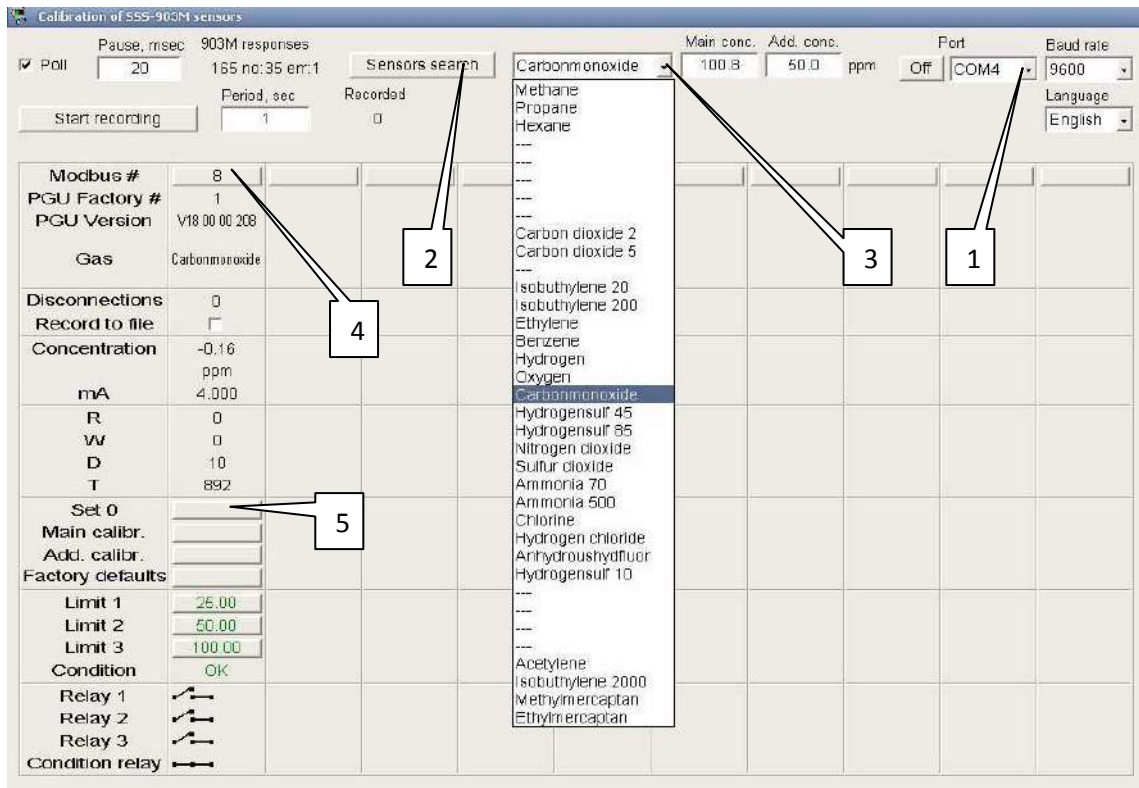 Calibration of SSS-903M sensors
Pause, msec 903M responses Main conc. Add. conc. Port Baud rate
Poll 20 165 no:35 err:1 Sensors search Carbonmonoxide 100.8 50.0 ppm Off COM4 9600
Period, sec Recorded Language
Start recording 1 0 English
Methane
Propane
Hexane
---
---
---
---
---
Carbon dioxide 2
Carbon dioxide 5
---
Isobuthylene 20
Isobuthylene 200
Ethylene
Benzene
Hydrogen
Oxygen
Carbonmonoxide
Hydrogensulf 45
Hydrogensulf 85
Nitrogen dioxide
Sulfur dioxide
Ammonia 70
Ammonia 500
Chlorine
Hydrogen chloride
Anhydroushydfluor
Hydrogensulf 10
---
---
---
---
Acetylene
Isobuthylene 2000
Methylmercaptan
Ethylmercaptan
Modbus # 8
PGU Factory # 1
PGU Version V18 00 00 208
Gas Carbonmonoxide
Disconnections 0
Record to file
Concentration -0.16
ppm
mA 4.000
R 0
W 0
D 10
T 892
Set 0
Main calibr.
Add. calibr.
Factory defaults
Limit 1 25.00
Limit 2 50.00
Limit 3 100.00
Condition OK
Relay 1
Relay 2
Relay 3
Condition relay
2
3
1
4
5